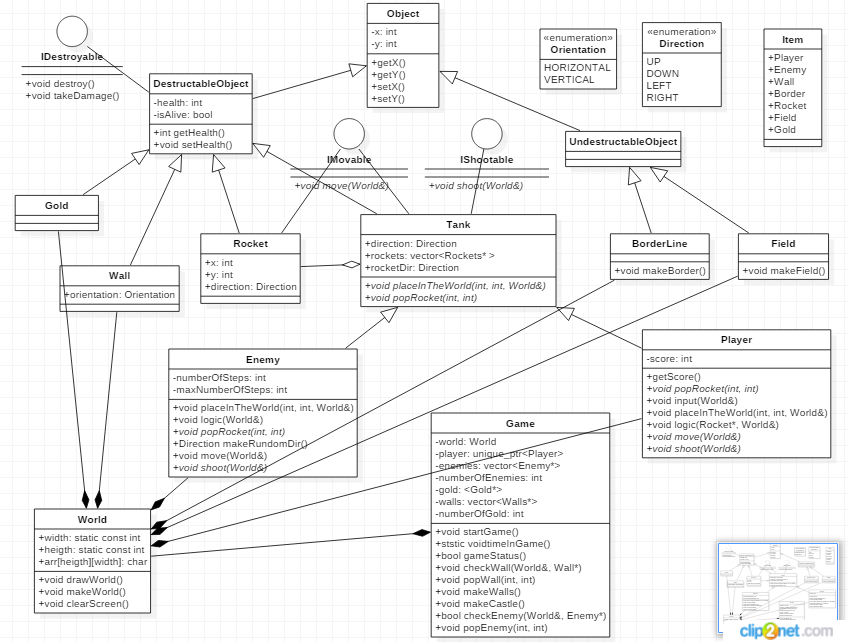 Object
-x: int
-y: int
+getX()
+getY()
+setX()
+setY()
IDestroyable
+void destroy()
+void takeDamage()
DestructableObject
-health: int
-isAlive: bool
+int getHealth()
+void setHealth()
«enumeration»
Orientation
HORIZONTAL
VERTICAL
«enumeration»
Direction
UP
DOWN
LEFT
RIGHT
Item
+Player
+Enemy
+Wall
+Border
+Rocket
+Field
+Gold
IMovable
+void move(World&)
IShootable
+void shoot(World&)
UndestructableObject
Gold
Wall
+orientation: Orientation
Rocket
+x: int
+y: int
+direction: Direction
Tank
+direction: Direction
+rockets: vector<Rockets* >
+rocketDir: Direction
+void placeInTheWorld(int, int, World&)
+void popRocket(int, int)
BorderLine
+void makeBorder()
Field
+void makeField()
Enemy
-numberOfSteps: int
-maxNumberOfSteps: int
+void placeInTheWorld(int, int, World&)
+void logic(World&)
+void popRocket(int, int)
+Direction makeRundomDir()
+void move(World&)
+void shoot(World&)
Player
-score: int
+getScore()
+void popRocket(int, int)
+void input(World&)
+void placeInTheWorld(int, int, World&)
+void logic(Rocket*, World&)
+void move(World&)
+void shoot(World&)
Game
-world: World
-player: unique_ptr<Player>
-enemies: vector<Enemy*>
-numberOfEnemies: int
-gold: <Gold*>
-walls: vector<Walls*>
-numberOfGold: int
+void startGame()
+ststic voidtimeInGame()
+bool gameStatus()
+void checkWall(World&, Wall*)
+void popWall(int, int)
+void makeWalls()
+void makeCastle()
+bool checkEnemy(World&, Enemy*)
+void popEnemy(int, int)
World
+width: static const int
+heigth: static const int
+arr[heigth][width]: char
+void drawWorld()
+void makeWorld()
+void clearScreen()
clip2net.com